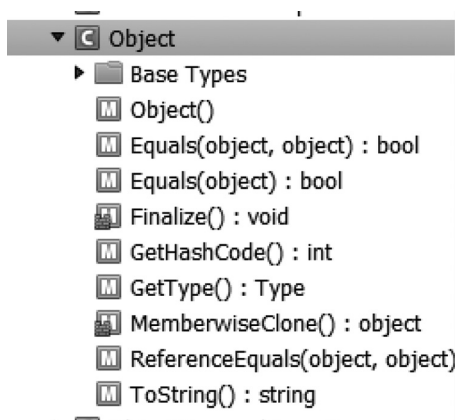 Object
Base Types
Object()
Equals(object, object) : bool
Equals(object) : bool
Finalize() : void
GetHashCode() : int
GetType() : Type
MemberwiseClone() : object
ReferenceEquals(object, object)
ToString() : string